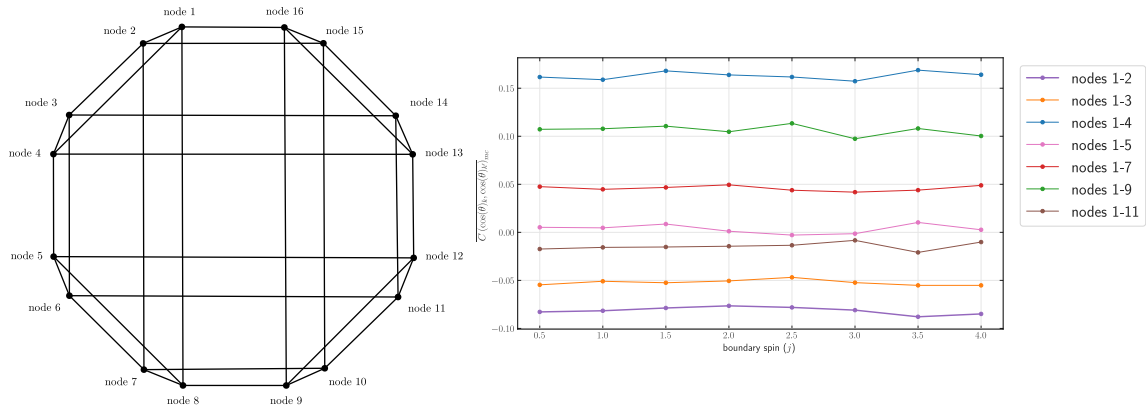 node 1
node 16
node 2
node 15
node 3
node 14
node 4
node 13
node 5
node 12
node 6
node 11
node 7
node 10
node 8
node 9
C (cos(θ)k, cos(θ)k′)mc
0.15
0.10
0.05
0.00
−0.05
−0.10
0.5
1.0
1.5
2.0
2.5
3.0
3.5
4.0
boundary spin (j)
nodes 1-2
nodes 1-3
nodes 1-4
nodes 1-5
nodes 1-7
nodes 1-9
nodes 1-11